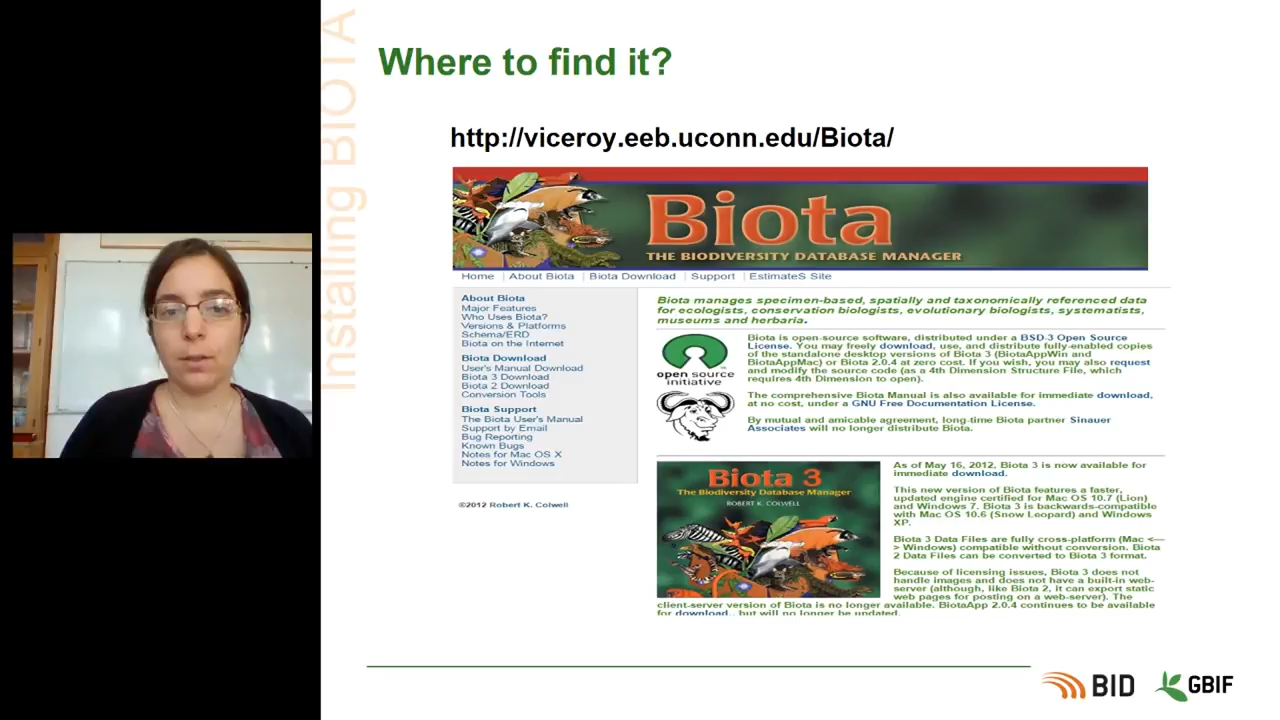 Installing BIOTA
Where to find it?
http://viceroy.eeb.uconn.edu/Biota/
Biota
THE BIODIVERSITY DATABASE MANAGER
Home | About Biota | Biota Download | Support | EstimateS Site
About Biota
Major Features
Who Uses Biota?
Versions & Platforms
Schema/ERD
Biota on the Internet
Biota Download
User's Manual Download
Biota 3 Download
Biota 2 Download
Conversion Tools
Biota Support
The Biota User's Manual
Support by Email
Bug Reporting
Known Bugs
Notes for Mac OS X
Notes for Windows
©2012 Robert K. Colwell
Biota manages specimen-based, spatially and taxonomically referenced data
for ecologists, conservation biologists, evolutionary biologists, systematists,
museums and herbaria.
open source
initiative
Biota is open-source software, distributed under a BSD-3 Open Source
License. You may freely download, use, and distribute fully-enabled copies
of the standalone desktop versions of Biota 3 (BiotaAppWin and
BiotaAppMac) or Biota 2.0.4 at zero cost. If you wish, you may also request
and modify the source code (as a 4th Dimension Structure File, which
requires 4th Dimension to open).
The comprehensive Biota Manual is also available for immediate download,
at no cost, under a GNU Free Documentation License.
By mutual and amicable agreement, long-time Biota partner Sinauer
Associates will no longer distribute Biota.
Biota 3
The Biodiversity Database Manager
ROBERT K. COLWELL
As of May 16, 2012, Biota 3 is now available for
immediate download.
This new version of Biota features a faster,
updated engine certified for Mac OS 10.7 (Lion)
and Windows 7. Biota 3 is backwards-compatible
with Mac OS 10.6 (Snow Leopard) and Windows
XP.
Biota 3 Data Files are fully cross-platform (Mac <—
> Windows) compatible without conversion. Biota
2 Data Files can be converted to Biota 3 format.
Because of licensing issues, Biota 3 does not
handle images and does not have a built-in web-
server (although, like Biota 2, it can export static
web pages for posting on a web-server). The
client-server version of Biota is no longer available. BiotaApp 2.0.4 continues to be available
for download., but will no longer be updated.
BID
GBIF